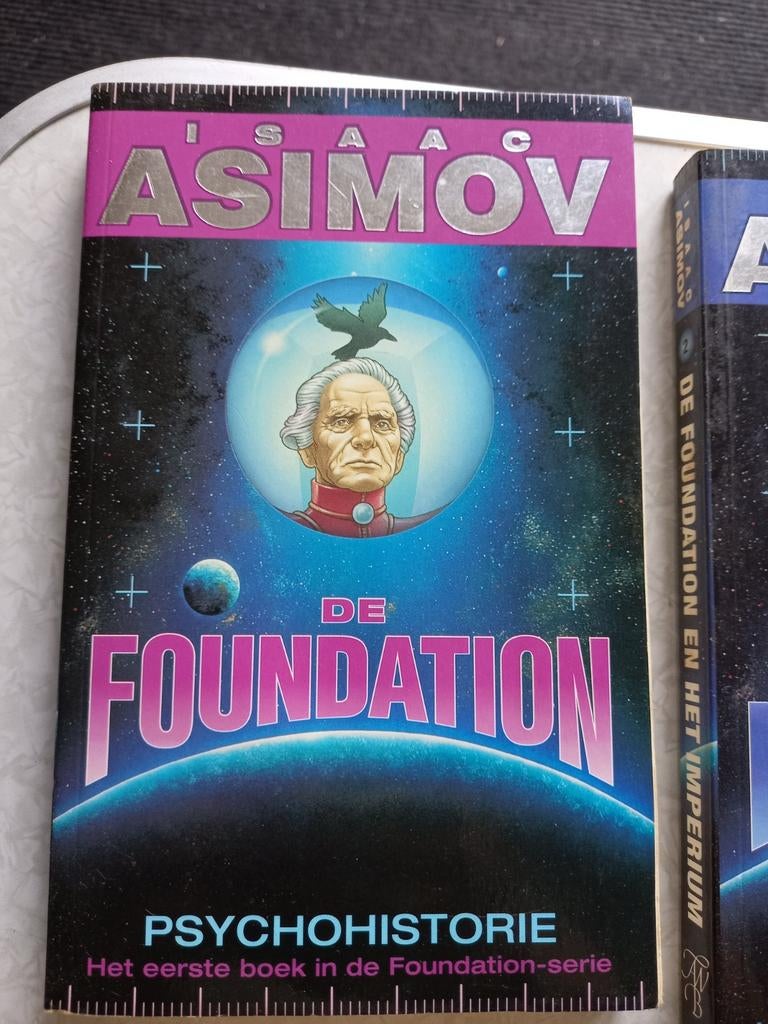 ISAAC
ASIMOV
DE
FOUNDATION
PSYCHOHISTORIE
Het eerste boek in de Foundation-serie
ISAAC
ASIMOV
2
DE FOUNDATION EN HET IMPERIUM
A